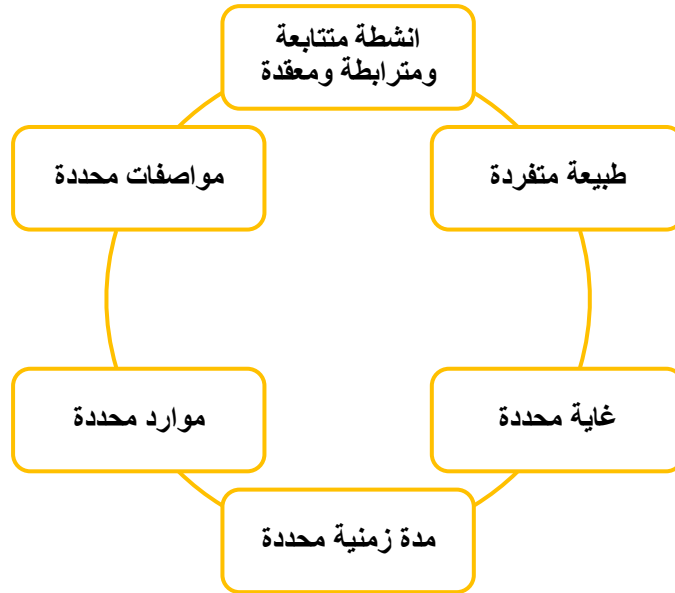 انشطة متتابعة
ومترابطة ومعقدة
طبيعة متفردة
غاية محددة
مدة زمنية محددة
موارد محددة
مواصفات محددة